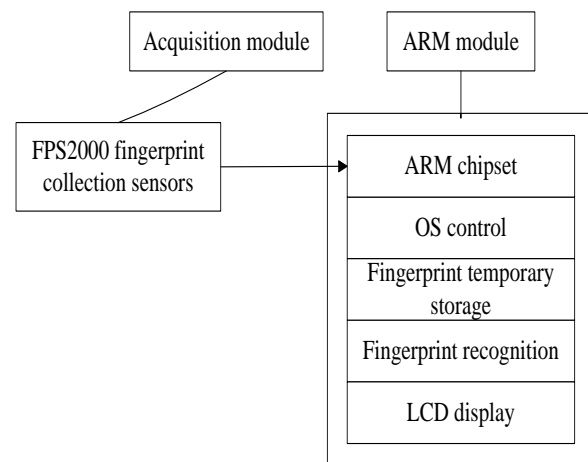 Acquisition module
ARM module
FPS2000 fingerprint
collection sensors
ARM chipset
OS control
Fingerprint temporary
storage
Fingerprint recognition
LCD display